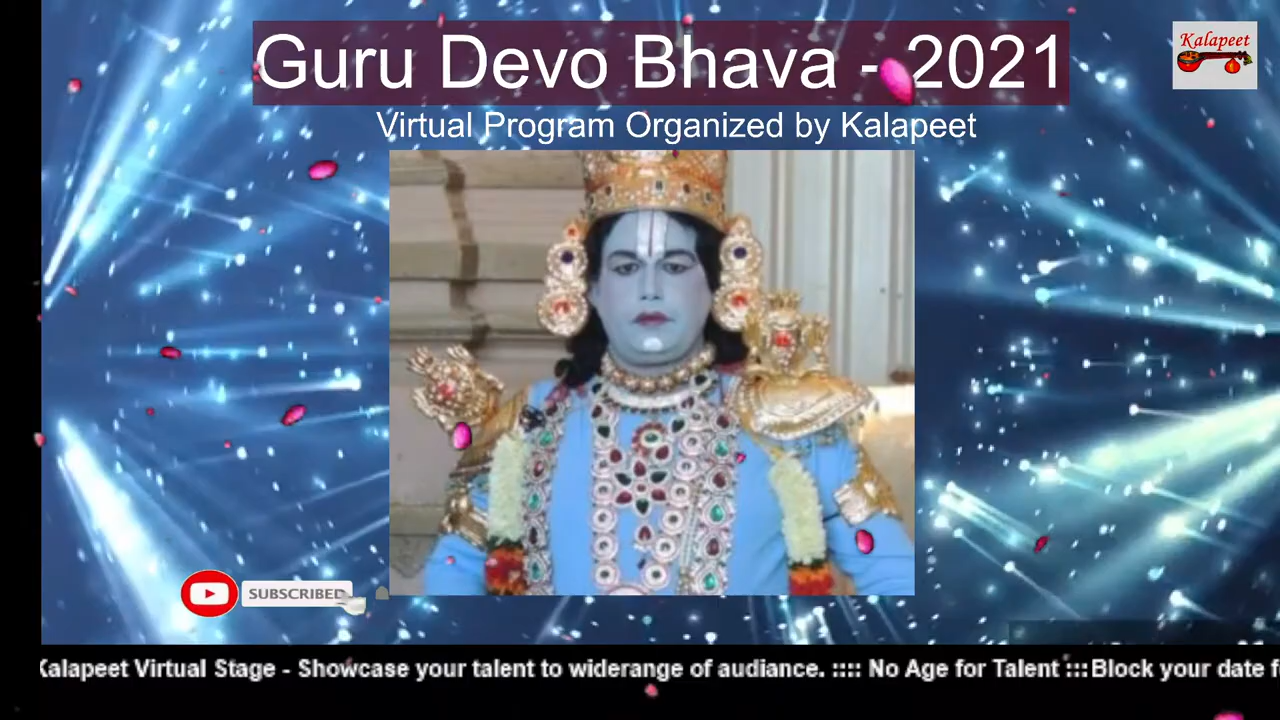 Guru Devo Bhava - 2021
Kalapeet
Virtual Program Organized by Kalapeet
SUBSCRIBED
Kalapeet Virtual Stage - Showcase your talent to widerange of audiance. :::: No Age for Talent ::: Block your date f